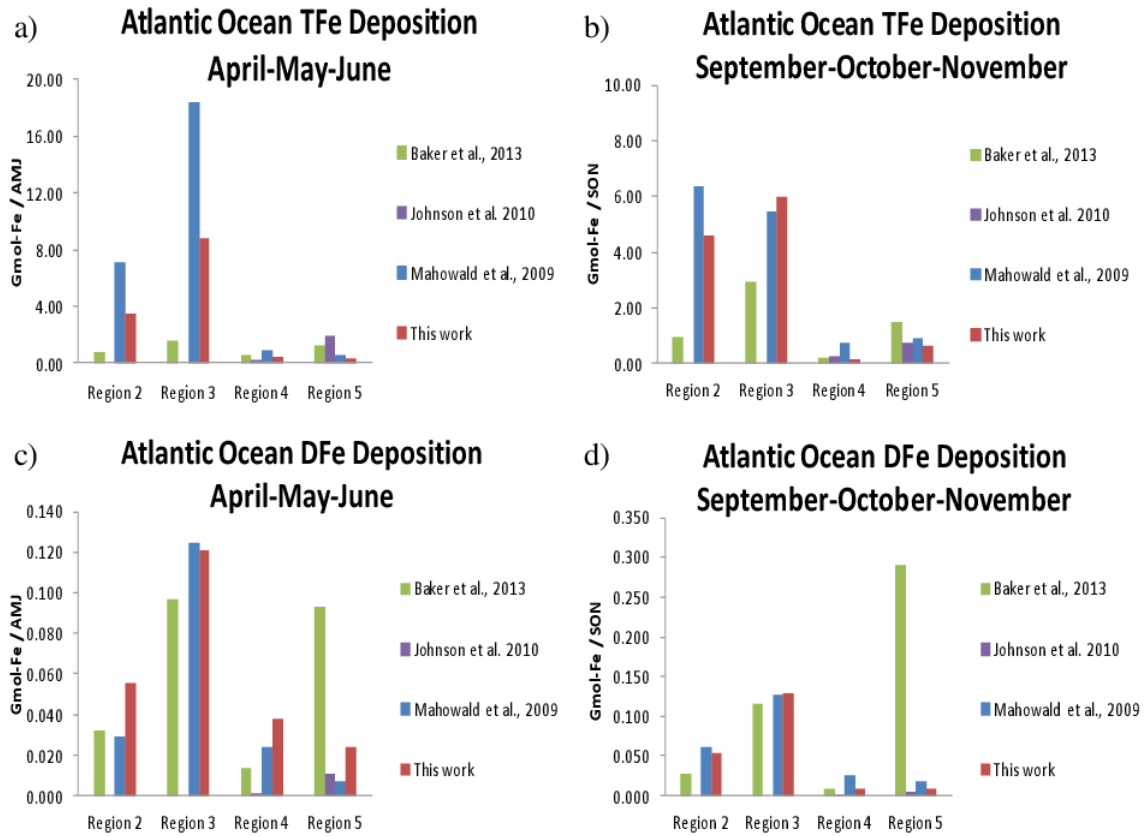 a)
Atlantic Ocean TFe Deposition
April-May-June
20.00
16.00
12.00
8.00
4.00
0.00
Gmol-Fe / AMJ
Region 2 Region 3 Region 4 Region 5
Baker et al., 2013
Johnson et al. 2010
Mahowald et al., 2009
This work
b)
Atlantic Ocean TFe Deposition
September-October-November
10.00
8.00
6.00
4.00
2.00
0.00
Gmol-Fe / SON
Region 2 Region 3 Region 4 Region 5
Baker et al., 2013
Johnson et al. 2010
Mahowald et al., 2009
This work
c)
Atlantic Ocean DFe Deposition
April-May-June
0.140
0.120
0.100
0.080
0.060
0.040
0.020
0.000
Gmol-Fe / AMJ
Region 2 Region 3 Region 4 Region 5
Baker et al., 2013
Johnson et al. 2010
Mahowald et al., 2009
This work
d)
Atlantic Ocean DFe Deposition
September-October-November
0.350
0.300
0.250
0.200
0.150
0.100
0.050
0.000
Gmol-Fe / SON
Region 2 Region 3 Region 4 Region 5
Baker et al., 2013
Johnson et al. 2010
Mahowald et al., 2009
This work